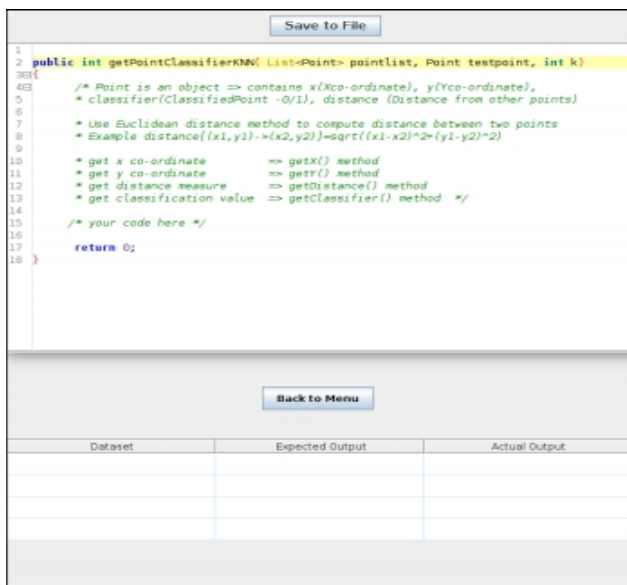 Save to File
1
2 public int getPointClassifierKNN( List<Point> pointlist, Point testpoint, int k)
3 {
4 /* Point is an object => contains x(Xco-ordinate), y(Yco-ordinate),
5 * classifier(ClassifiedPoint -0/1), distance (Distance from other points)
6
7 * Use Euclidean distance method to compute distance between two points
8 * Example distance[(x1,y1)->(x2,y2)]=sqrt((x1-x2)^2+(y1-y2)^2)
9
10 * get x co-ordinate => getX() method
11 * get y co-ordinate => getY() method
12 * get distance measure => getDistance() method
13 * get classification value => getClassifier() method */
14
15 /* your code here */
16
17 return 0;
18 }
Back to Menu
Dataset Expected Output Actual Output